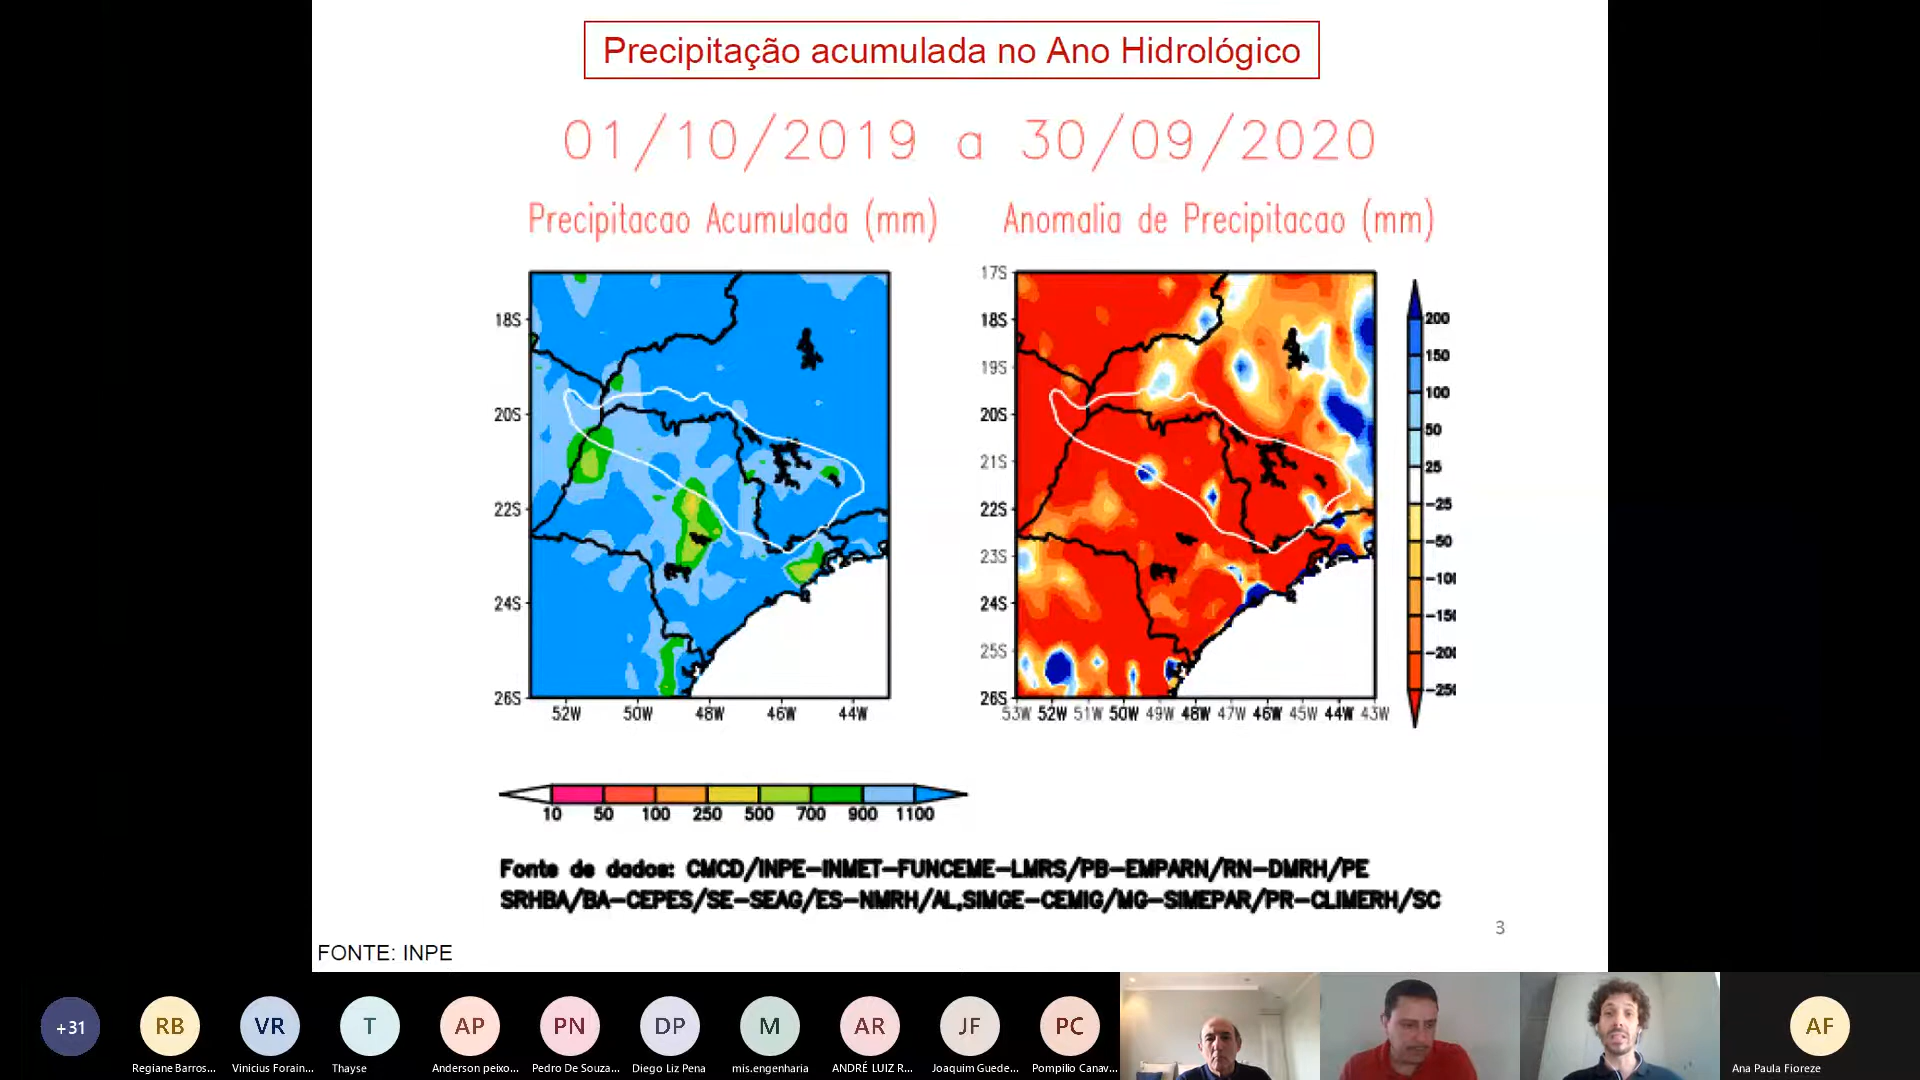 Precipitação acumulada no Ano Hidrológico
01/10/2019 a 30/09/2020
Precipitacao Acumulada (mm)
Anomalia de Precipitacao (mm)
18S
20S
22S
24S
26S
52W 50W 48W 46W 44W
17S
18S
19S
20S
21S
22S
23S
24S
25S
26S
53W 52W 51W 50W 49W 48W 47W 46W 45W 44W 43W
200
150
100
50
25
-25
-50
-100
-150
-200
-250
10 50 100 250 500 700 900 1100
Fonte de dados: CMCD/INPE-INMET-FUNCEME-LMRS/PB-EMPARN/RN-DMRH/PE
SRHBA/BA-CEPES/SE-SEAG/ES-NMRH/AL,SIMGE-CEMIG/MG-SIMEPAR/PR-CLIMERH/SC
3
FONTE: INPE
+31 RB VR T AP PN DP M AR JF PC AF
Regiane Barros... Vinicius Forain... Thayse Anderson peixo... Pedro De Souza... Diego Liz Pena mis.engenharia ANDRÉ LUIZ R... Joaquim Guede... Pompilio Canav... Ana Paula Fioreze